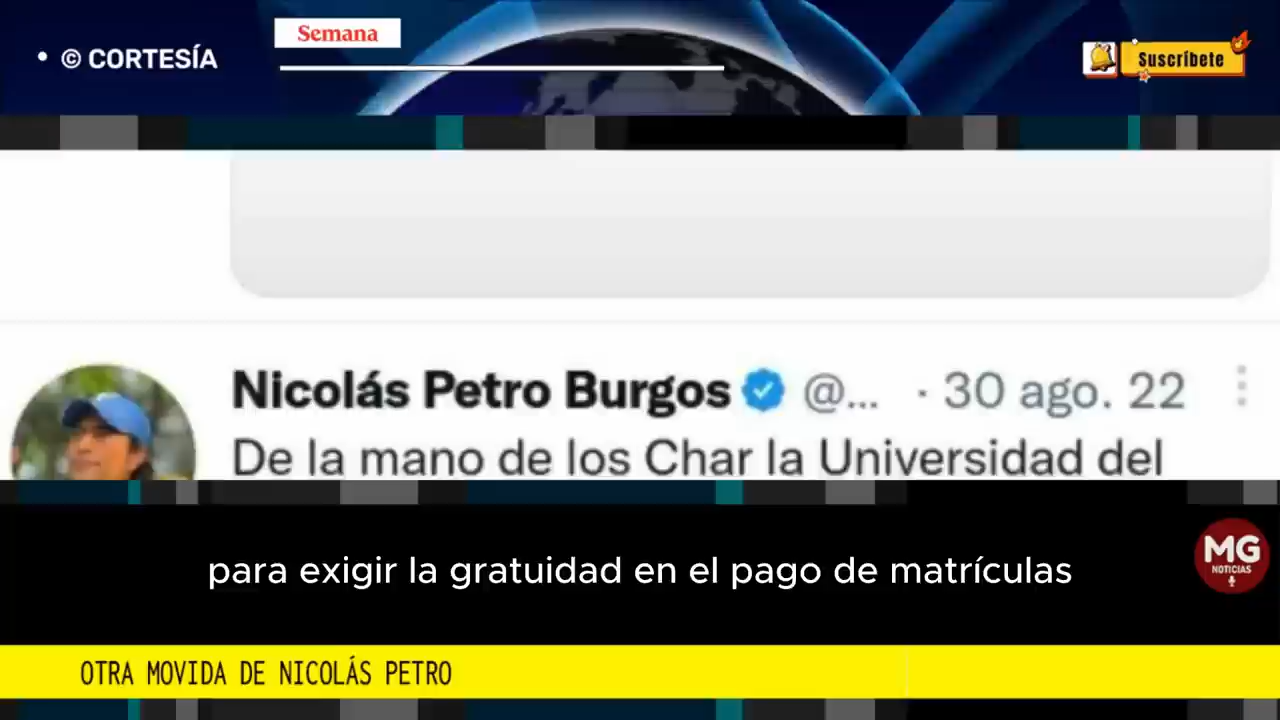 • © CORTESÍA
Semana
Suscríbete
Nicolás Petro Burgos @... · 30 ago. 22
De la mano de los Char la Universidad del
para exigir la gratuidad en el pago de matrículas
MG
NOTICIAS
OTRA MOVIDA DE NICOLÁS PETRO